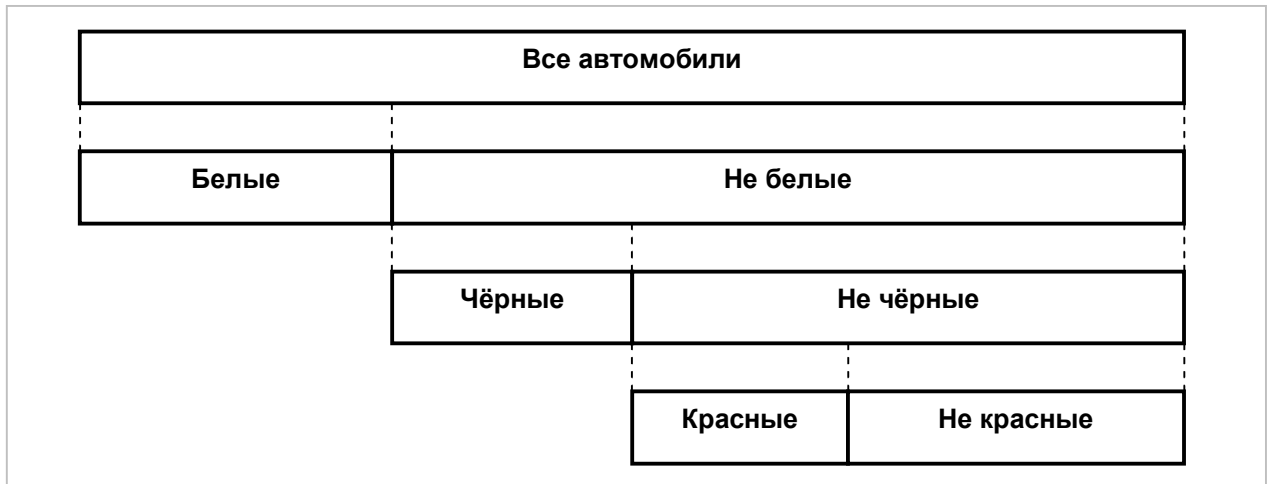 Все автомобили
Белые
Не белые
Чёрные
Не чёрные
Красные
Не красные